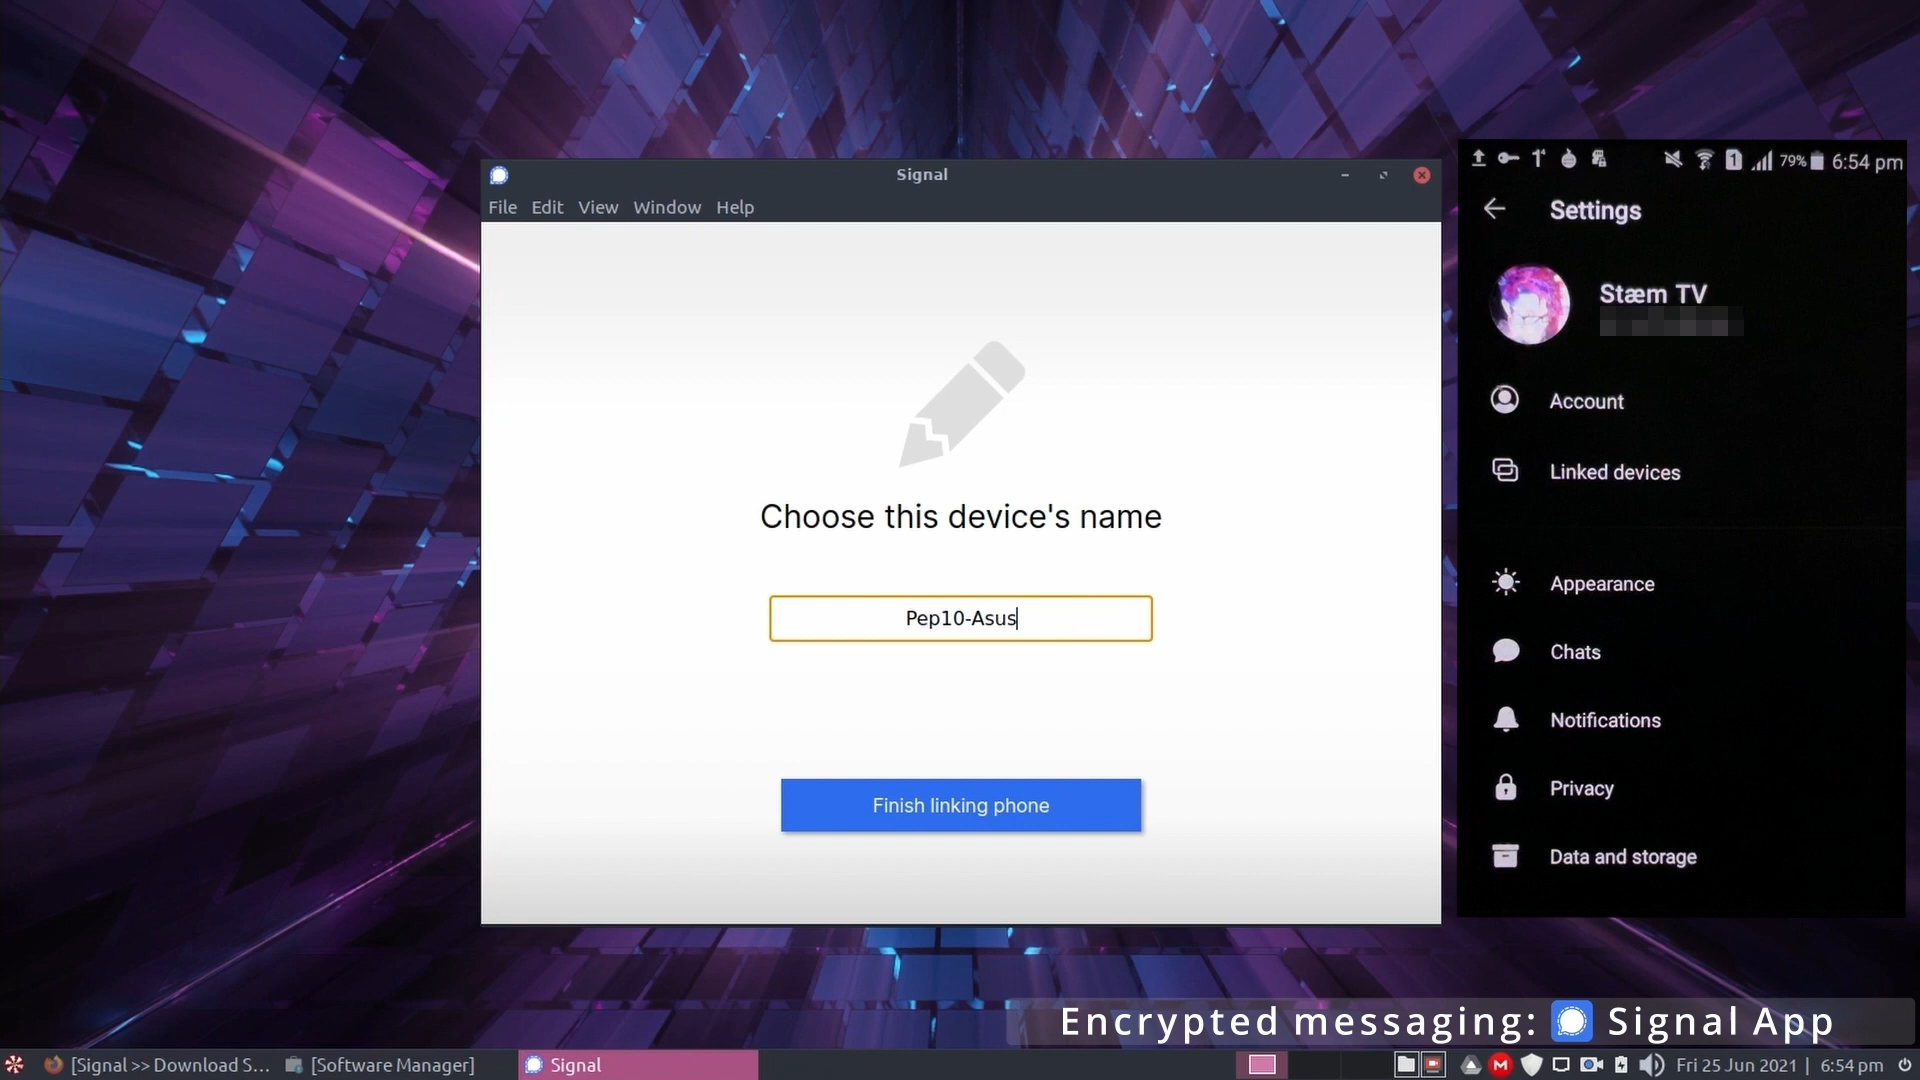 Signal
File Edit View Window Help
Choose this device's name
Pep10-Asus
Finish linking phone
79% 6:54 pm
Settings
Stæm TV
Account
Linked devices
Appearance
Chats
Notifications
Privacy
Data and storage
Encrypted messaging: Signal App
[Signal >> Download S... [Software Manager] Signal Fri 25 Jun 2021 | 6:54 pm